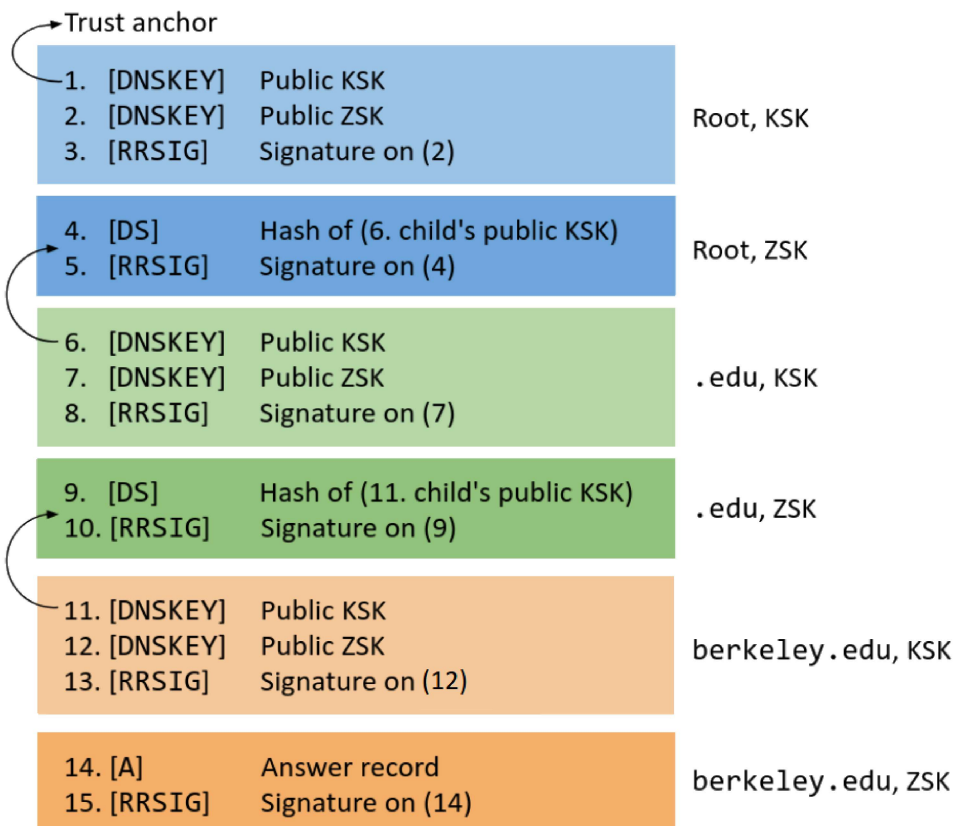 Trust anchor
1. [DNSKEY] Public KSK
2. [DNSKEY] Public ZSK
3. [RRSIG] Signature on (2)
Root, KSK
4. [DS] Hash of (6. child's public KSK)
5. [RRSIG] Signature on (4)
Root, ZSK
6. [DNSKEY] Public KSK
7. [DNSKEY] Public ZSK
8. [RRSIG] Signature on (7)
.edu, KSK
9. [DS] Hash of (11. child's public KSK)
10. [RRSIG] Signature on (9)
.edu, ZSK
11. [DNSKEY] Public KSK
12. [DNSKEY] Public ZSK
13. [RRSIG] Signature on (12)
berkeley.edu, KSK
14. [A] Answer record
15. [RRSIG] Signature on (14)
berkeley.edu, ZSK